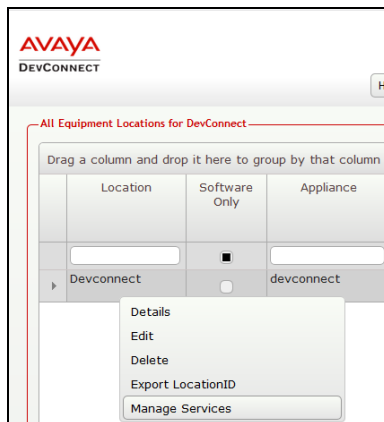 AVAYA
DEVCONNECT
H
All Equipment Locations for DevConnect
Drag a column and drop it here to group by that column
Location Software Only Appliance
Devconnect devconnect
Details
Edit
Delete
Export LocationID
Manage Services